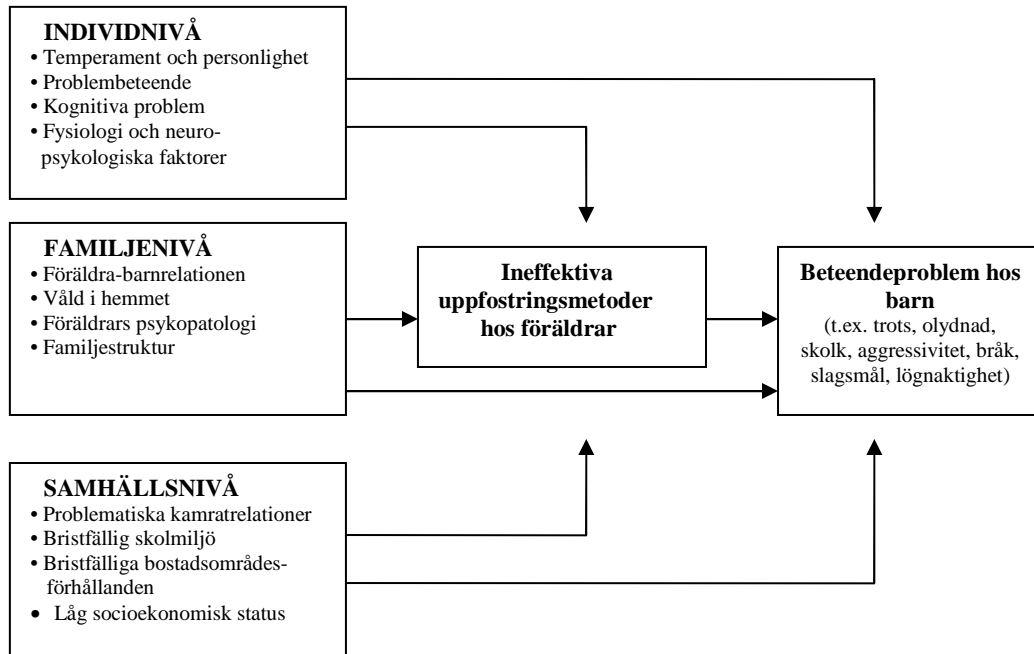 INDIVIDNIVÅ
• Temperament och personlighet
• Problembeteende
• Kognitiva problem
• Fysiologi och neuro-
psykologiska faktorer
FAMILJENIVÅ
• Föräldra-barnrelationen
• Våld i hemmet
• Föräldrars psykopatologi
• Familjestruktur
Ineffektiva
uppfostringsmetoder
hos föräldrar
Beteendeproblem hos
barn
(t.ex. trots, olydnad,
skolk, aggressivitet, bråk,
slagsmål, lögnaktighet)
SAMHÄLLSNIVÅ
• Problematiska kamratrelationer
• Bristfällig skolmiljö
• Bristfälliga bostadsområdes-
förhållanden
• Låg socioekonomisk status